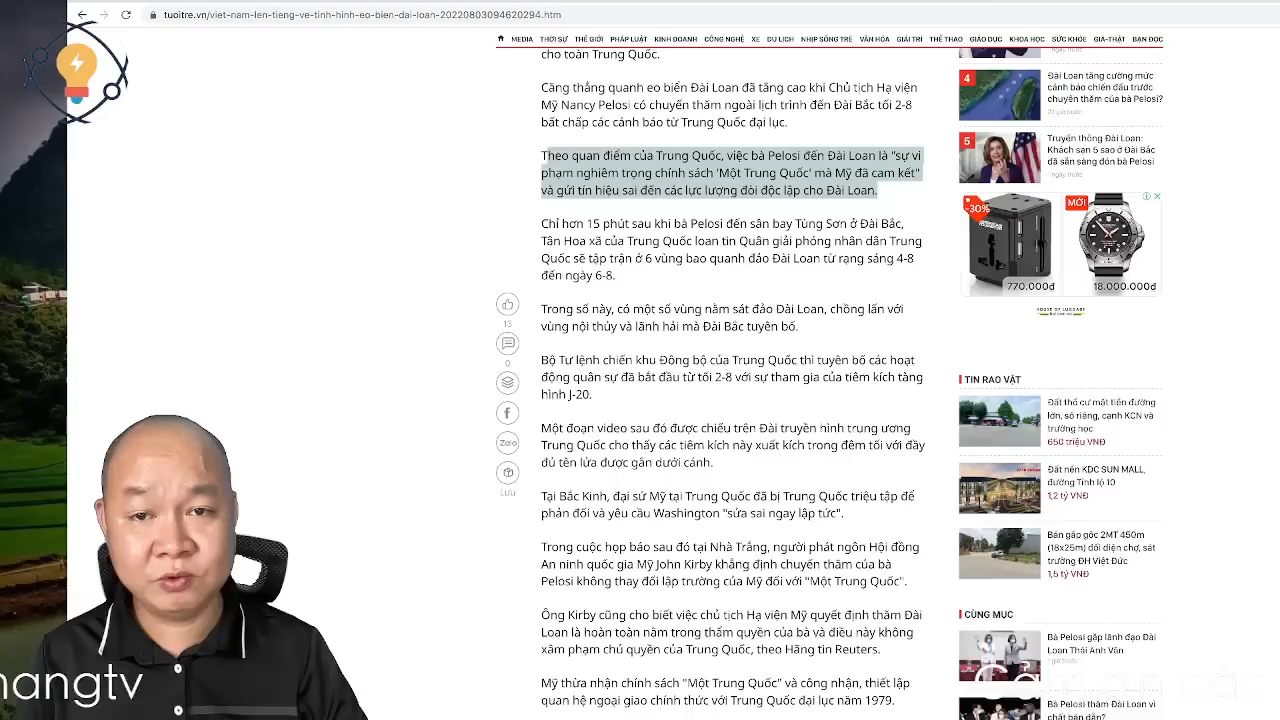 tuoitre.vn/viet-nam-len-tieng-ve-tinh-hinh-eo-bien-dai-loan-20220803094620294.htm
MEDIA THỜI SỰ THẾ GIỚI PHÁP LUẬT KINH DOANH CÔNG NGHỆ XE DU LỊCH NHỊP SỐNG TRẺ VĂN HÓA GIẢI TRÍ THỂ THAO GIÁO DỤC KHOA HỌC SỨC KHỎE GIẢ-THẬT BẠN ĐỌC
cho toàn Trung Quốc.
Căng thẳng tại eo biển Đài Loan đã tăng cao khi Chủ tịch Hạ viện
Mỹ Nancy Pelosi có chuyến thăm ngoài lịch trình đến Đài Bắc tối 2-8
bất chấp các cảnh báo từ Trung Quốc đại lục.
Theo quan điểm của Trung Quốc, việc bà Pelosi đến Đài Loan là "sự vi
phạm nghiêm trọng chính sách 'Một Trung Quốc' mà Mỹ đã cam kết"
và gửi tín hiệu sai đến các lực lượng đòi độc lập cho Đài Loan.
Chỉ hơn 15 phút sau khi bà Pelosi đến sân bay Tùng Sơn ở Đài Bắc,
Tân Hoa xã của Trung Quốc loan tin Quân giải phóng nhân dân Trung
Quốc sẽ tập trận ở 6 vùng bao quanh đảo Đài Loan từ rạng sáng 4-8
đến ngày 6-8.
Trong số này, có một số vùng nằm sát đảo Đài Loan, chồng lấn với
vùng nội thủy và lãnh hải do Đài Bắc tuyên bố.
Bộ Tư lệnh chiến khu Đông bộ của Trung Quốc thì tuyên bố các hoạt
động quân sự đã bắt đầu từ tối 2-8 với sự tham gia của tiêm kích tàng
hình J-20.
Một đoạn video sau đó được chiếu trên Đài truyền hình trung ương
Trung Quốc cho thấy các tiêm kích này xuất kích trong đêm tối với đầy
đủ tên lửa được gắn dưới cánh.
Tại Bắc Kinh, đại sứ Mỹ tại Trung Quốc đã bị Trung Quốc triệu tập để
phản đối và yêu cầu Washington "sửa sai ngay lập tức".
Trong cuộc họp báo sau đó tại Nhà Trắng, người phát ngôn Hội đồng
An ninh quốc gia Mỹ John Kirby khẳng định chuyến thăm của bà
Pelosi không thay đổi lập trường của Mỹ đối với "Một Trung Quốc".
Ông Kirby cũng cho biết việc chủ tịch Hạ viện Mỹ quyết định thăm Đài
Loan là hoàn toàn nằm trong thẩm quyền của bà và điều này không
xâm phạm chủ quyền của Trung Quốc, theo Hãng tin Reuters.
Mỹ thừa nhận chính sách "Một Trung Quốc" và công nhận, thiết lập
quan hệ ngoại giao chính thức với Trung Quốc đại lục từ năm 1979.
13
0
Zalo
Lưu
ngày trước
4
Đài Loan tăng cường mức
cảnh báo chiến đấu trước
chuyến thăm của bà Pelosi?
22 giờ trước
5
Truyền thông Đài Loan:
Khách sạn 5 sao ở Đài Bắc
đã sẵn sàng đón bà Pelosi
1 ngày trước
-30%
MỚI
770.000đ
18.000.000đ
HOUSE OF LUGGAGE
TIN RAO VẶT
Đất thổ cư mặt tiền đường
lớn, sổ riêng, cạnh KCN và
trường học
650 triệu VNĐ
Đất nền KDC SUN MALL,
đường Tỉnh lộ 10
1,2 tỷ VNĐ
Bán gấp góc 2MT 450m
(18x25m) đối diện chợ, sát
trường ĐH Việt Đức
1,5 tỷ VNĐ
CÙNG MỤC
Bà Pelosi gặp lãnh đạo Đài
Loan Thái Anh Văn
1 giờ trước
Bà Pelosi thăm Đài Loan vì
chất bán dẫn?
hangtv